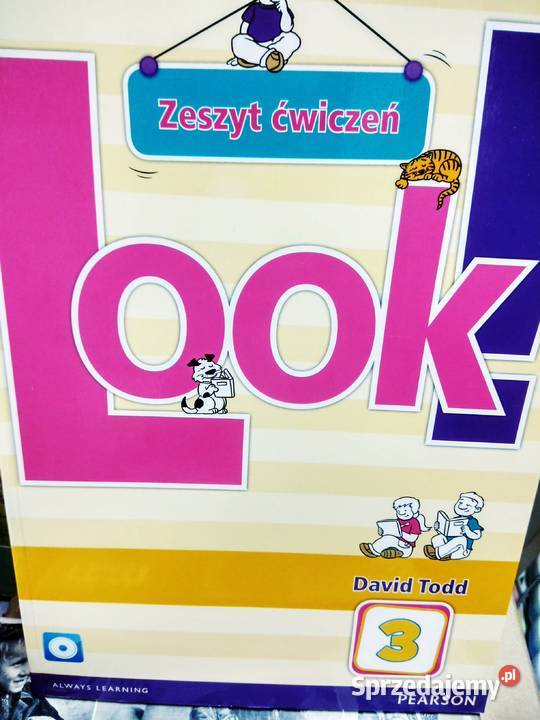 Zeszyt ćwiczeń
Look!
David Todd
3
ALWAYS LEARNING
PEARSON
Sprzedajemy.pl